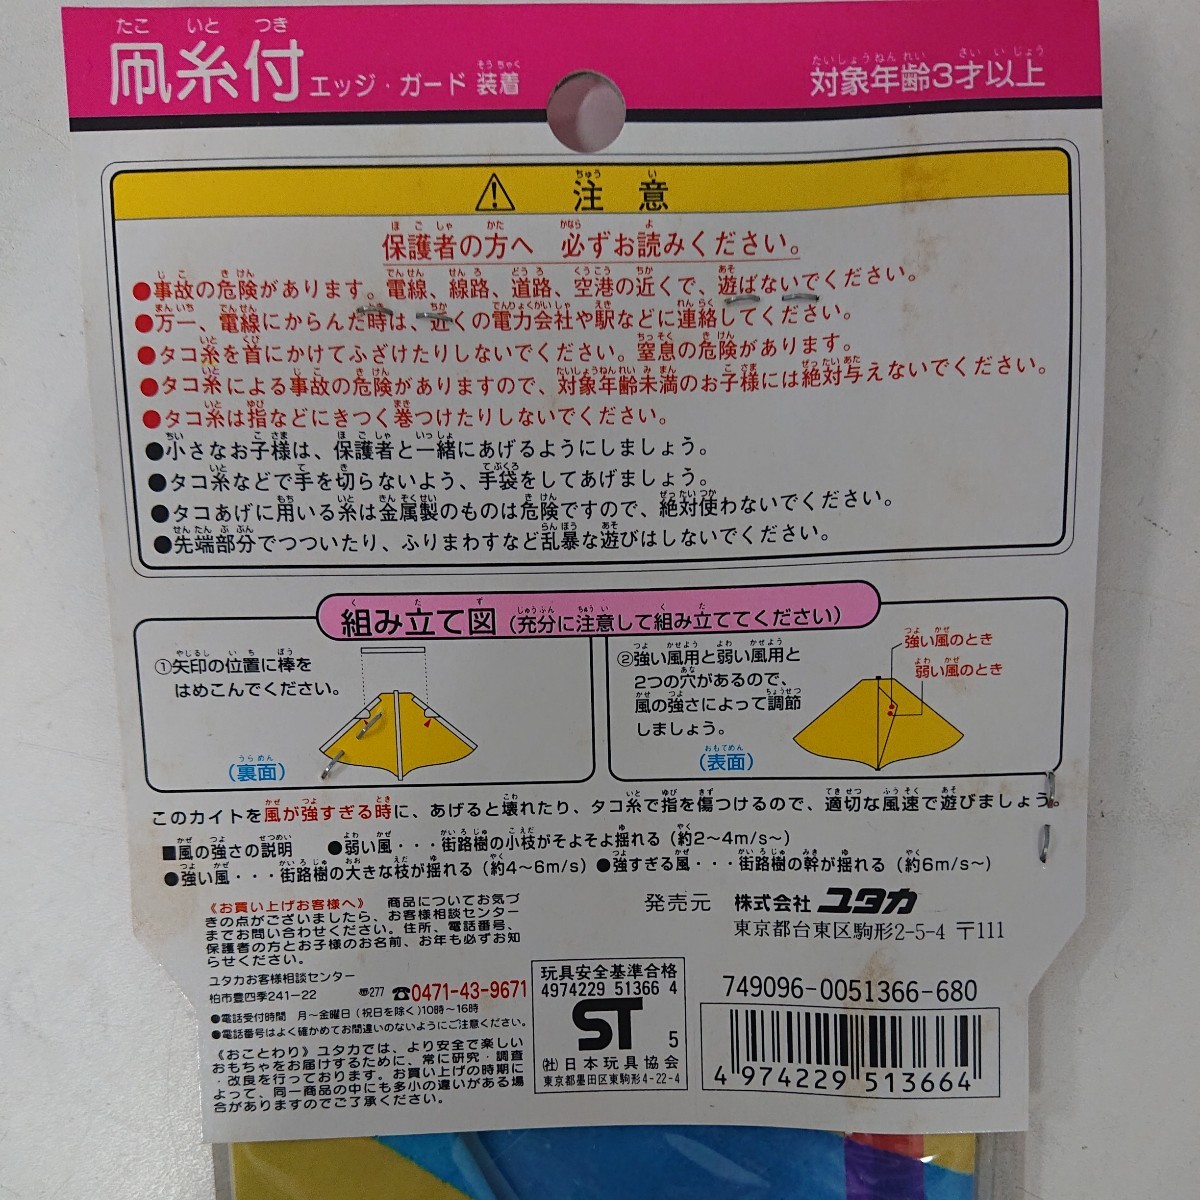 凧糸付 エッジ・ガード 装着
対象年齢3才以上
⚠ 注意
保護者の方へ 必ずお読みください。
●事故の危険があります。電線、線路、道路、空港の近くで、遊ばないでください。
●万一、電線にからんだ時は、近くの電力会社や駅などに連絡してください。
●タコ糸を首にかけてふざけたりしないでください。窒息の危険があります。
●タコ糸による事故の危険がありますので、対象年齢未満のお子様には絶対与えないでください。
●タコ糸は指などにきつく巻つけたりしないでください。
●小さなお子様は、保護者と一緒にあげるようにしましょう。
●タコ糸などで手を切らないよう、手袋をしてあげましょう。
●タコあげに用いる糸は金属製のものは危険ですので、絶対使わないでください。
●先端部分でつついたり、ふりまわすなど乱暴な遊びはしないでください。
組み立て図(充分に注意して組み立ててください)
①矢印の位置に棒を
はめこんでください。
(裏面)
②強い風用と弱い風用と
2つの穴があるので、
風の強さによって調節
しましょう。
強い風のとき
弱い風のとき
(表面)
このカイトを風が強すぎる時に、あげると壊れたり、タコ糸で指を傷つけるので、適切な風速で遊びましょう。
■風の強さの説明 ●弱い風・・・街路樹の小枝がそよそよ揺れる(約2~4m/s~)
●強い風・・・街路樹の大きな枝が揺れる(約4~6m/s) ●強すぎる風・・・街路樹の幹が揺れる(約6m/s~)
《お買い上げお客様へ》 商品についてお気づ
きの点がございましたら、お客様相談センター
までお問い合わせください。住所、電話番号、
保護者の方とお子様のお名前、お年も必ずお知
らせください。
ユタカお客様相談センター
柏市豊四季241-22 〒277 ☎0471-43-9671
●電話受付時間 月~金曜日(祝日を除く)10時~16時
●電話番号はよく確かめてお間違いのないようにご注意ください。
《おことわり》ユタカでは、より安全で楽しい
おもちゃをお届けするために、常に研究・調査
・改良を行っております。お買い上げの時期に
よって、同一商品の中にも多小の違いがある場
合がありますのでご了承ください。
発売元 株式会社ユタカ
東京都台東区駒形2-5-4 〒111
玩具安全基準合格
4974229 51366 4
ST 5
(社)日本玩具協会
東京都墨田区東駒形4-22-4
749096-0051366-680
4 974229 513664